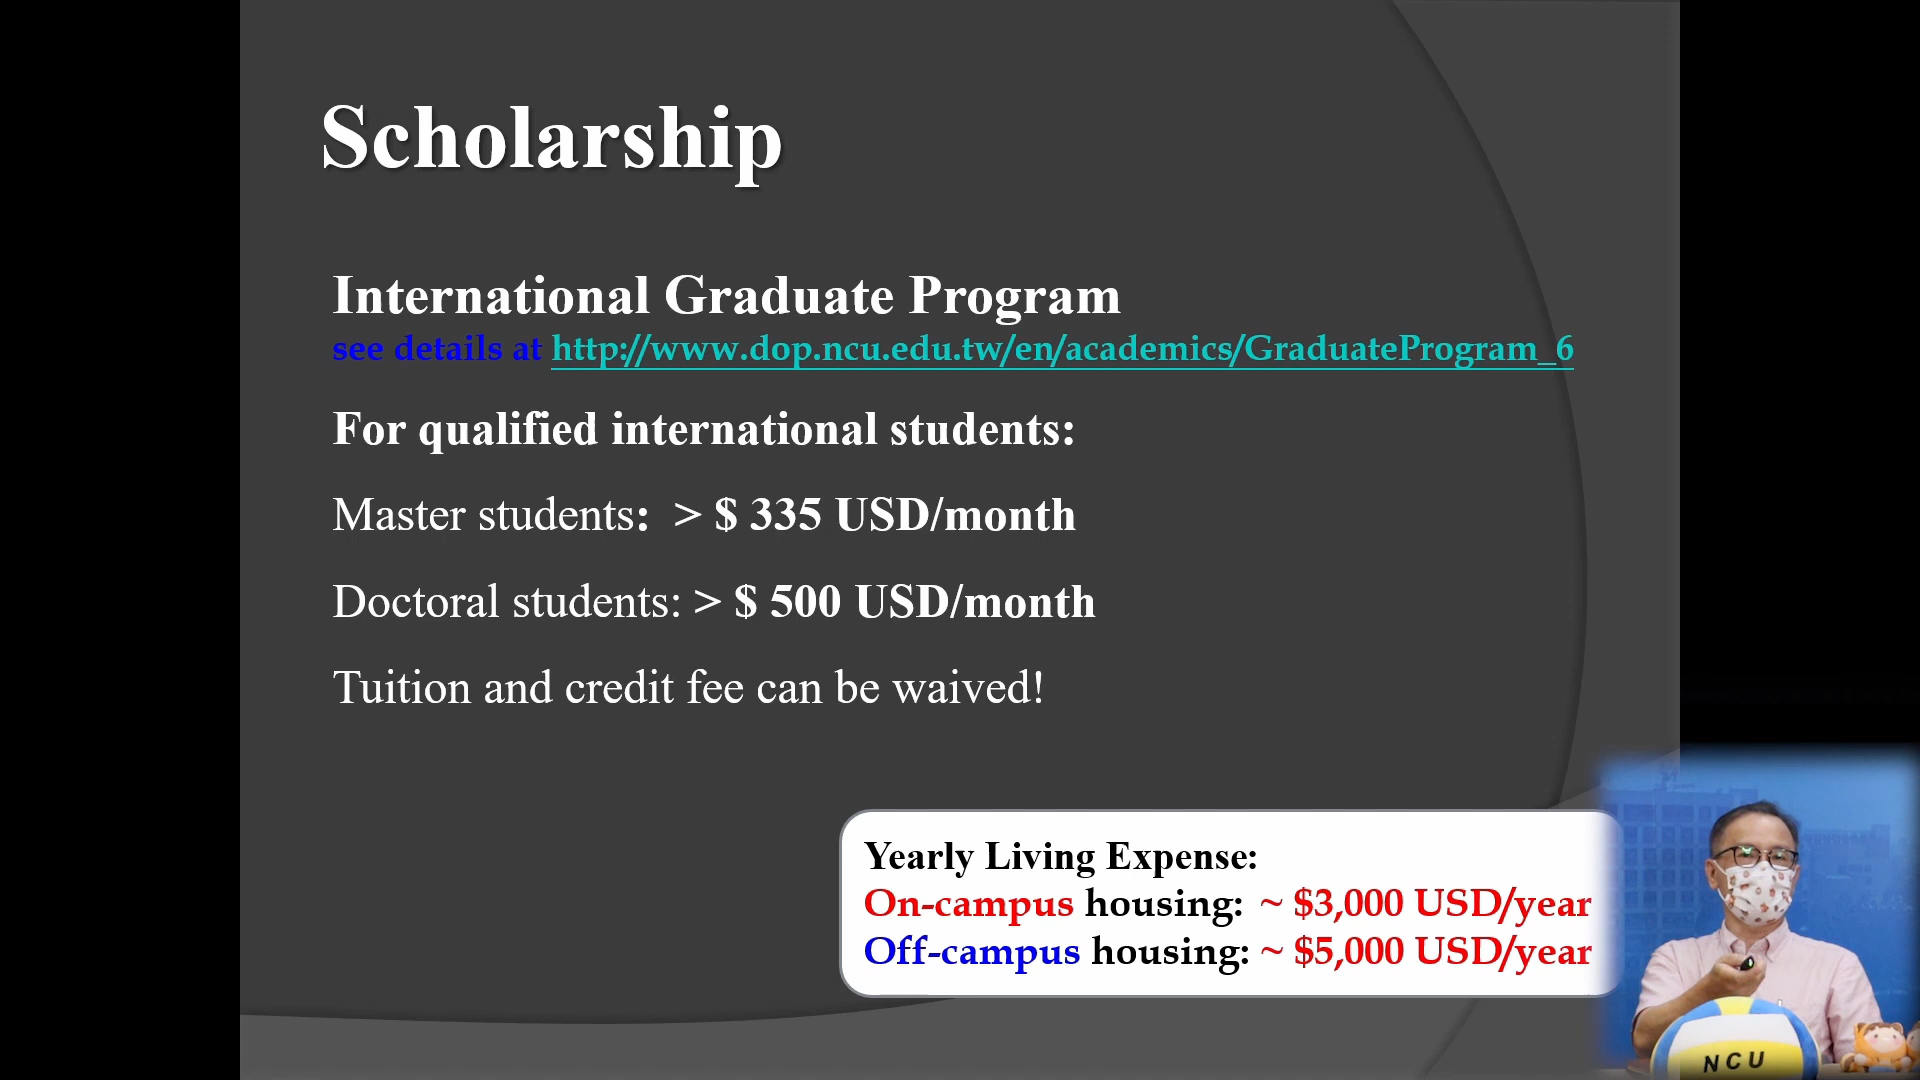 Scholarship
International Graduate Program
see details at http://www.dop.ncu.edu.tw/en/academics/GraduateProgram_6
For qualified international students:
Master students: > $ 335 USD/month
Doctoral students: > $ 500 USD/month
Tuition and credit fee can be waived!
Yearly Living Expense:
On-campus housing: ~ $3,000 USD/year
Off-campus housing: ~ $5,000 USD/year
NCU